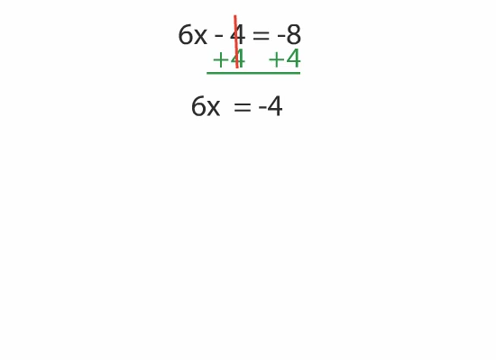 6x - 4 = -8
+4 +4
6x = -4